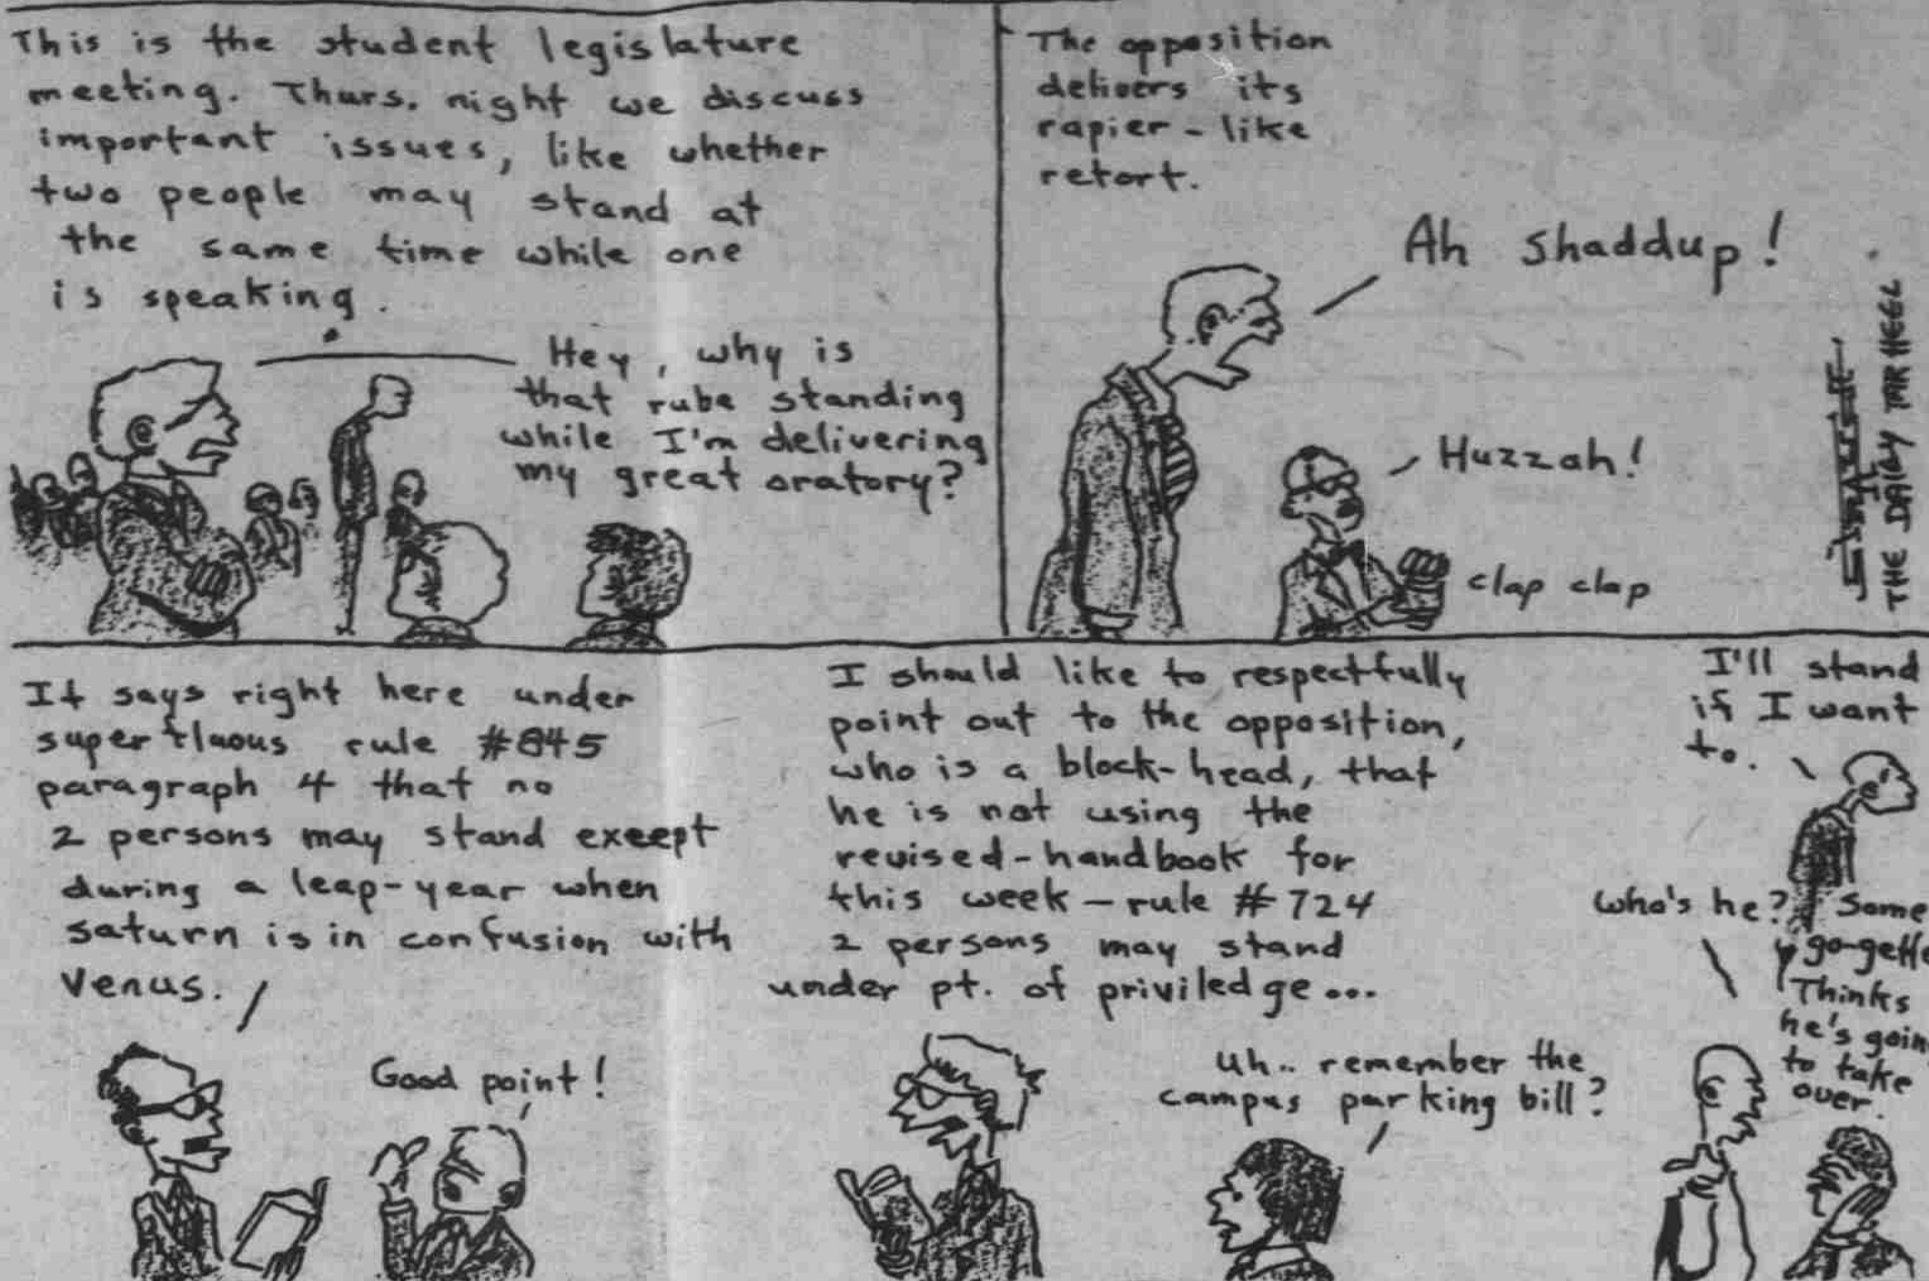 This is the student legislature
meeting. Thurs. night we discuss
important issues, like whether
two people may stand at
the same time while one
is speaking.
Hey, why is
that rube standing
while I'm delivering
my great oratory?
The opposition
delivers its
rapier-like
retort.
Ah shaddup!
Huzzah!
clap clap
THE DAILY TAR HEEL
It says right here under
superfluous rule #845
paragraph 4 that no
2 persons may stand except
during a leap-year when
saturn is in confusion with
Venus.
Good point!
I should like to respectfully
point out to the opposition,
who is a block-head, that
he is not using the
revised-handbook for
this week - rule #724
2 persons may stand
under pt. of priviledge...
Uh.. remember the
campus parking bill?
I'll stand
if I want
to.
who's he?
Some
go-gette
Thinks
he's goin
to take
over.